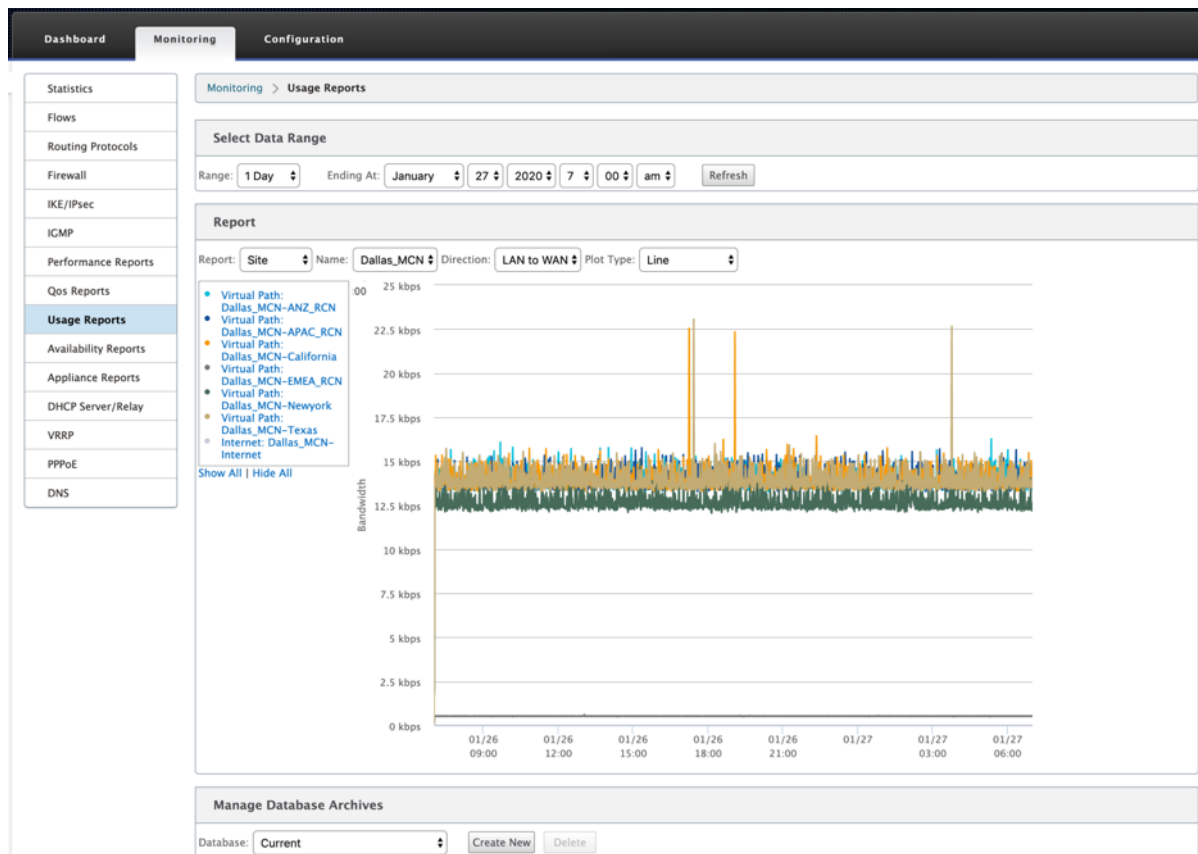 Dashboard Monitoring Configuration
Statistics
Flows
Routing Protocols
Firewall
IKE/IPsec
IGMP
Performance Reports
Qos Reports
Usage Reports
Availability Reports
Appliance Reports
DHCP Server/Relay
VRRP
PPPoE
DNS
Monitoring > Usage Reports
Select Data Range
Range: 1 Day Ending At: January 27 2020 7 00 am Refresh
Report
Report: Site Name: Dallas_MCN Direction: LAN to WAN Plot Type: Line
Virtual Path:
Dallas_MCN-ANZ_RCN
Virtual Path:
Dallas_MCN-APAC_RCN
Virtual Path:
Dallas_MCN-California
Virtual Path:
Dallas_MCN-EMEA_RCN
Virtual Path:
Dallas_MCN-Newyork
Virtual Path:
Dallas_MCN-Texas
Internet: Dallas_MCN-
Internet
Show All | Hide All
:00
Bandwidth
25 kbps
22.5 kbps
20 kbps
17.5 kbps
15 kbps
12.5 kbps
10 kbps
7.5 kbps
5 kbps
2.5 kbps
0 kbps
01/26 01/26 01/26 01/26 01/26 01/27 01/27 01/27
09:00 12:00 15:00 18:00 21:00 03:00 06:00
Manage Database Archives
Database: Current Create New Delete